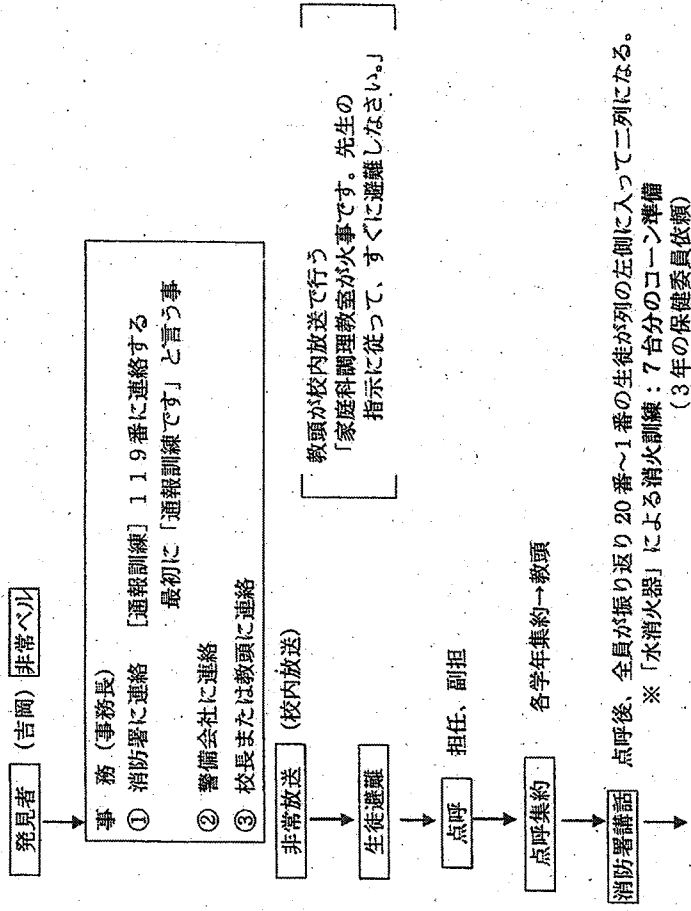 発見者 (吉岡) 非常ベル
事 務 (事務長)
① 消防署に連絡 [通報訓練] 119番に連絡する
最初に「通報訓練です」と言う事
② 警備会社に連絡
③ 校長または教頭に連絡
非常放送 (校内放送)
教頭が校内放送で行う
「家庭科調理教室が火事です。先生の
指示に従って、すぐに避難しなさい。」
生徒避難
点呼 担任、副担
点呼集約 各学年集約→教頭
消防署講話 点呼後、全員が振り返り20番~1番の生徒が列の左側に入って二列になる。
※「水消火器」による消火訓練:7台分のコーン準備
(3年の保健委員依頼)